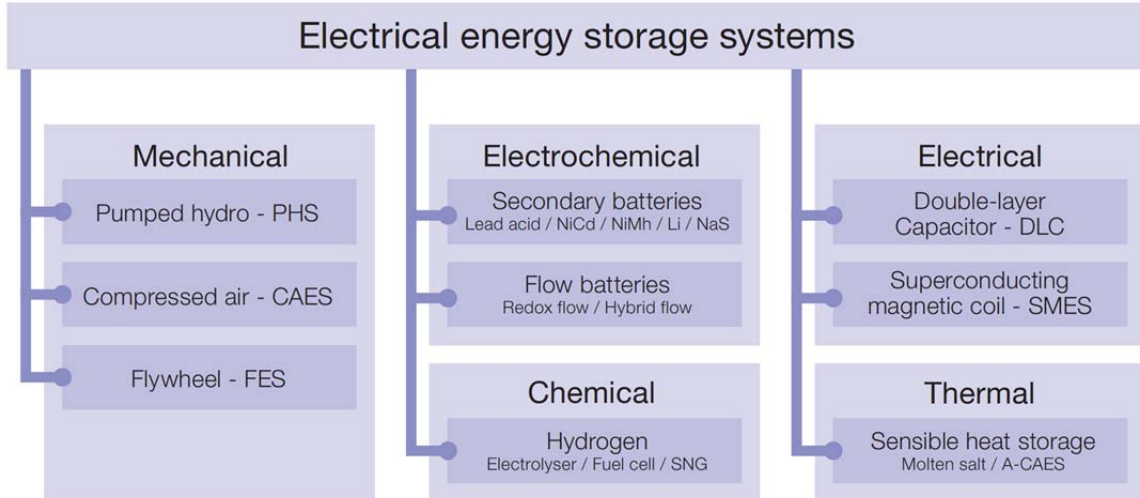 Electrical energy storage systems
Mechanical
Pumped hydro - PHS
Compressed air - CAES
Flywheel - FES
Electrochemical
Secondary batteries
Lead acid / NiCd / NiMh / Li / NaS
Flow batteries
Redox flow / Hybrid flow
Chemical
Hydrogen
Electrolyser / Fuel cell / SNG
Electrical
Double-layer
Capacitor - DLC
Superconducting
magnetic coil - SMES
Thermal
Sensible heat storage
Molten salt / A-CAES